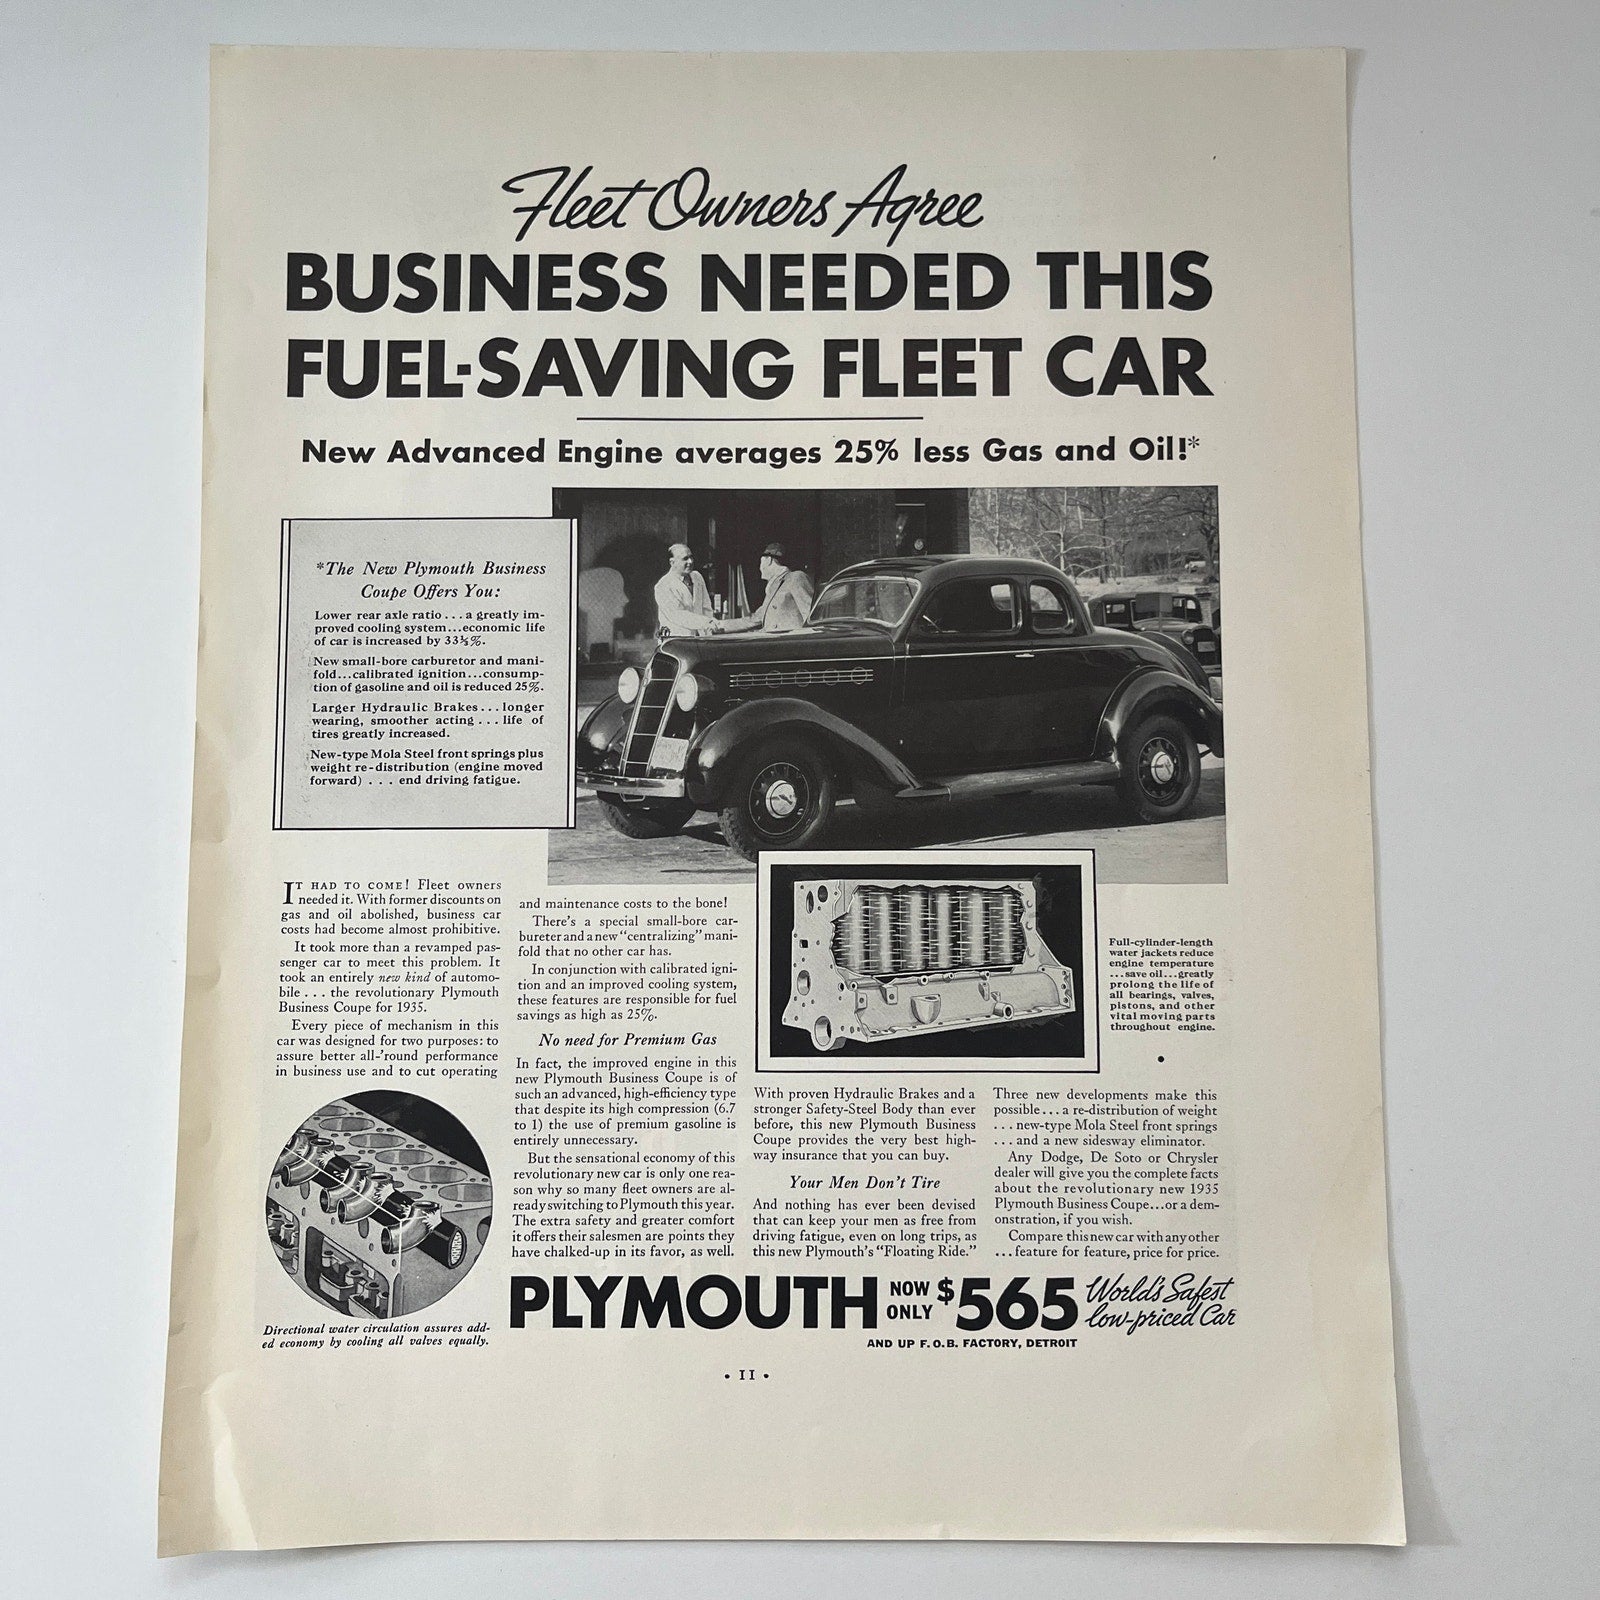 Fleet Owners Agree
BUSINESS NEEDED THIS
FUEL-SAVING FLEET CAR
New Advanced Engine averages 25% less Gas and Oil!*
*The New Plymouth Business
Coupe Offers You:
Lower rear axle ratio . . . a greatly im-
proved cooling system...economic life
of car is increased by 33⅓%.
New small-bore carburetor and mani-
fold...calibrated ignition...consump-
tion of gasoline and oil is reduced 25%.
Larger Hydraulic Brakes . . . longer
wearing, smoother acting . . . life of
tires greatly increased.
New-type Mola Steel front springs plus
weight re-distribution (engine moved
forward) . . . end driving fatigue.
IT HAD TO COME! Fleet owners
needed it. With former discounts on
gas and oil abolished, business car
costs had become almost prohibitive.
It took more than a revamped pas-
senger car to meet this problem. It
took an entirely new kind of automo-
bile . . . the revolutionary Plymouth
Business Coupe for 1935.
Every piece of mechanism in this
car was designed for two purposes: to
assure better all-'round performance
in business use and to cut operating
Directional water circulation assures add-
ed economy by cooling all valves equally.
and maintenance costs to the bone!
There's a special small-bore car-
buretor and a new "centralizing" mani-
fold that no other car has.
In conjunction with calibrated igni-
tion and an improved cooling system,
these features are responsible for fuel
savings as high as 25%.
No need for Premium Gas
In fact, the improved engine in this
new Plymouth Business Coupe is of
such an advanced, high-efficiency type
that despite its high compression (6.7
to 1) the use of premium gasoline is
entirely unnecessary.
But the sensational economy of this
revolutionary new car is only one rea-
son why so many fleet owners are al-
ready switching to Plymouth this year.
The extra safety and greater comfort
it offers their salesmen are points they
have chalked-up in its favor, as well.
Full-cylinder-length
water jackets reduce
engine temperature
...save oil...greatly
prolong the life of
all bearings, valves,
pistons, and other
vital moving parts
throughout engine.
With proven Hydraulic Brakes and a
stronger Safety-Steel Body than ever
before, this new Plymouth Business
Coupe provides the very best high-
way insurance that you can buy.
Your Men Don't Tire
And nothing has ever been devised
that can keep your men as free from
driving fatigue, even on long trips, as
this new Plymouth's "Floating Ride."
Three new developments make this
possible . . . a re-distribution of weight
. . . new-type Mola Steel front springs
. . . and a new sidesway eliminator.
Any Dodge, De Soto or Chrysler
dealer will give you the complete facts
about the revolutionary new 1935
Plymouth Business Coupe...or a dem-
onstration, if you wish.
Compare this new car with any other
. . . feature for feature, price for price.
PLYMOUTH NOW ONLY $565 World's Safest
low-priced Car
AND UP F. O. B. FACTORY, DETROIT
• 11 •